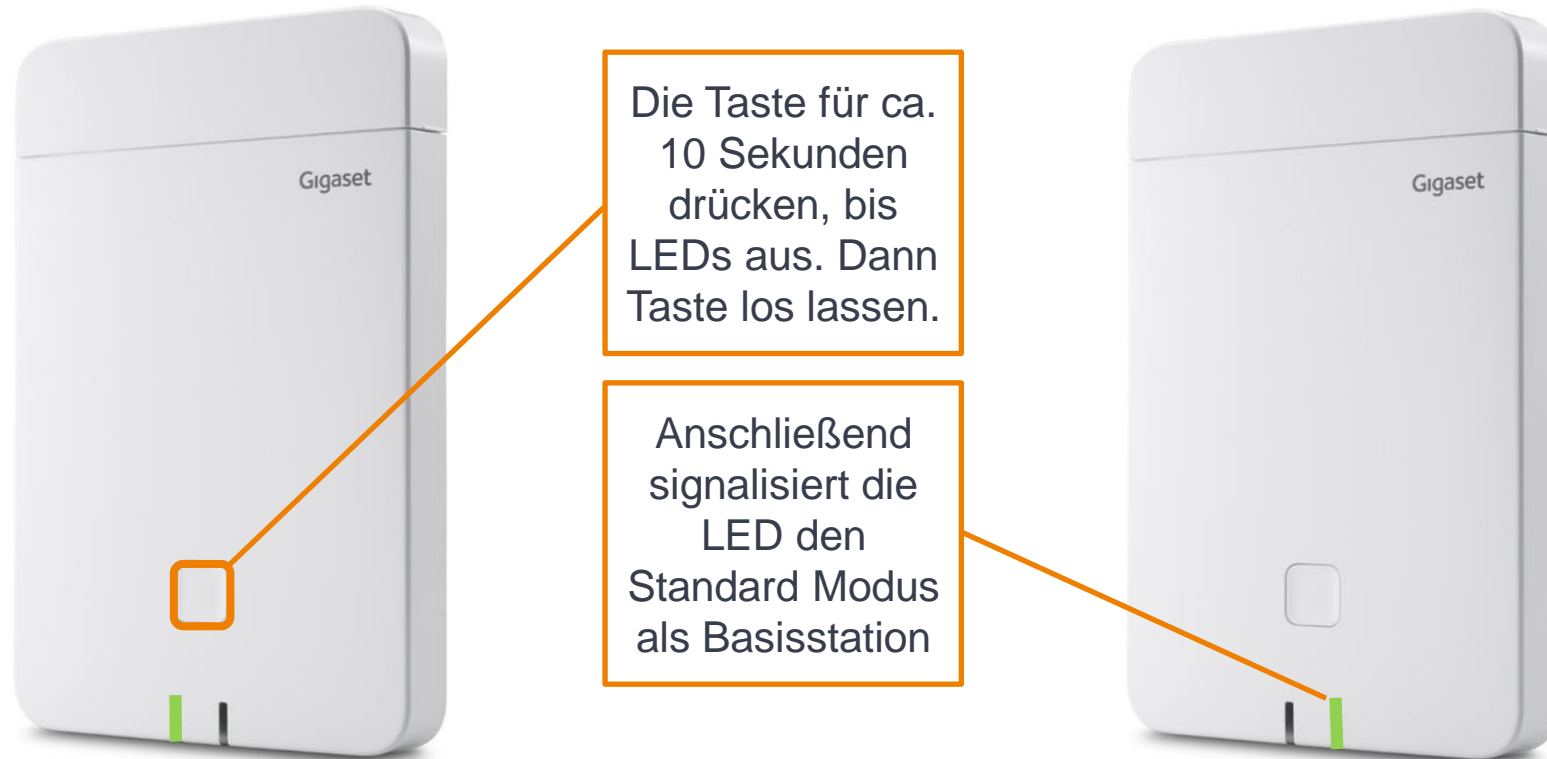 Gigaset
Die Taste für ca.
10 Sekunden
drücken, bis
LEDs aus. Dann
Taste los lassen.
Anschließend
signalisiert die
LED den
Standard Modus
als Basisstation
Gigaset